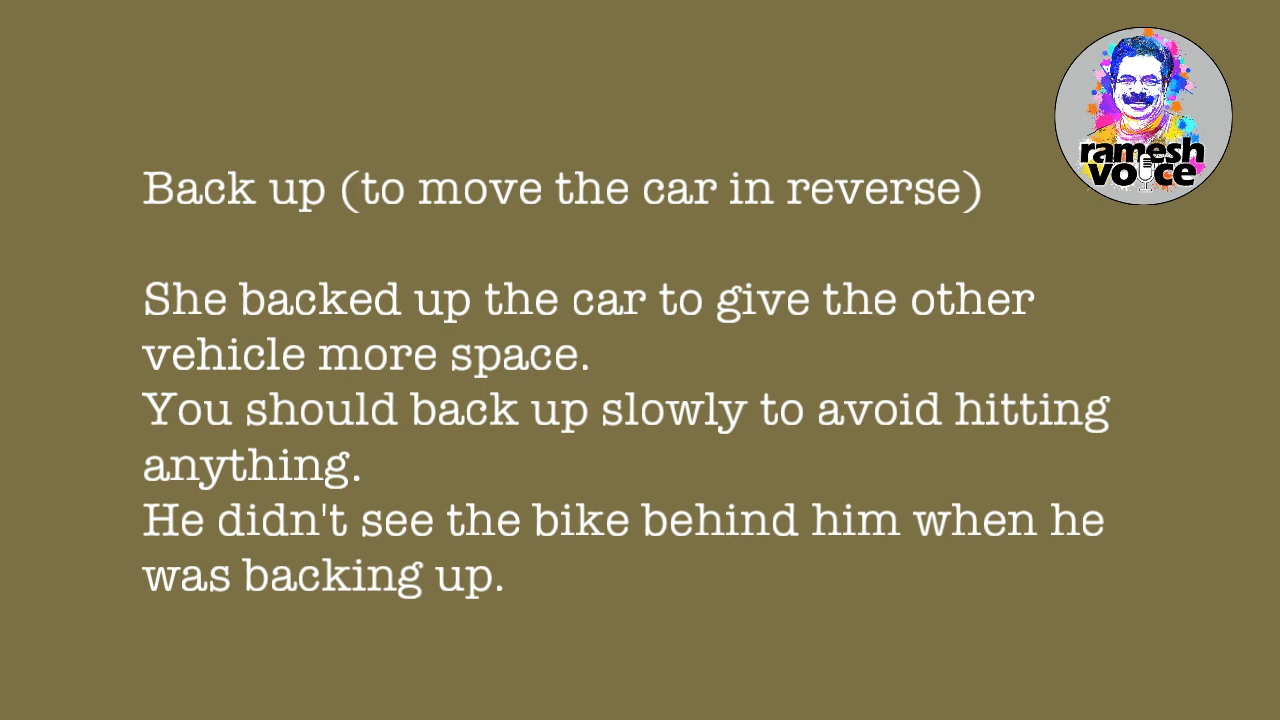 ramesh
voice
Back up (to move the car in reverse)
She backed up the car to give the other
vehicle more space.
You should back up slowly to avoid hitting
anything.
He didn't see the bike behind him when he
was backing up.